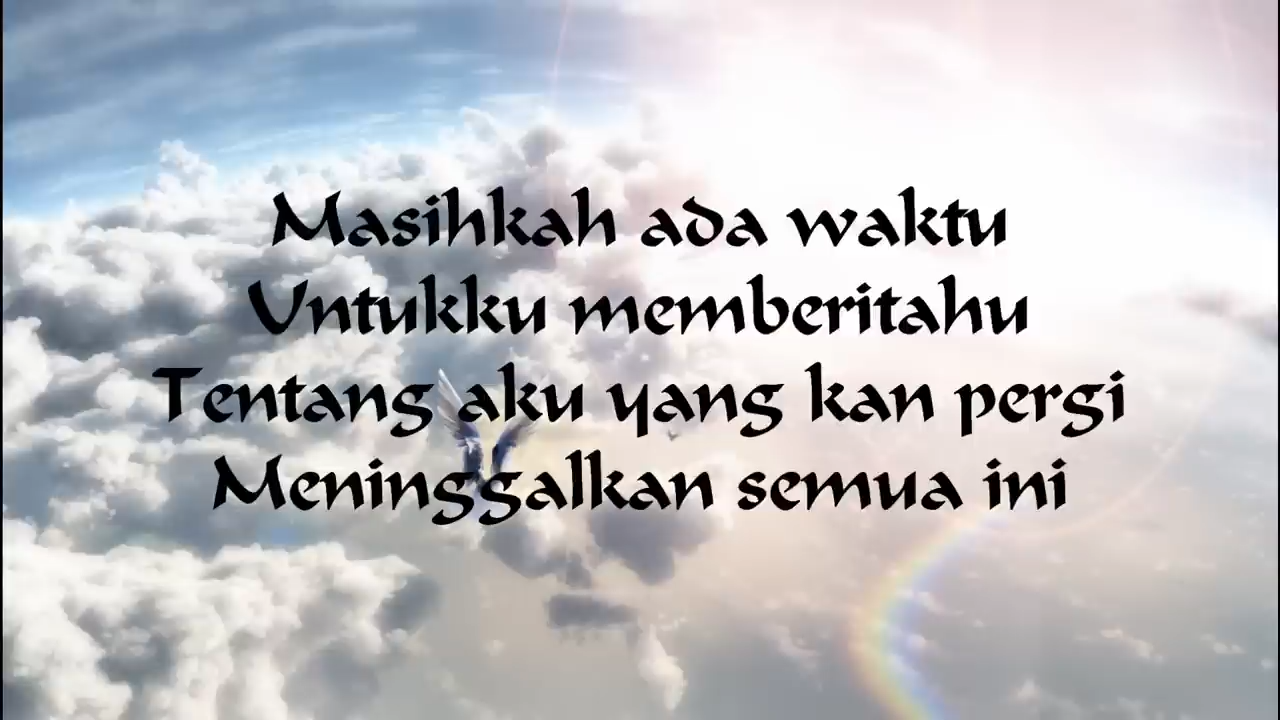 Masihkah ada waktu
Untukku memberitahu
Tentang aku yang kan pergi
Meninggalkan semua ini